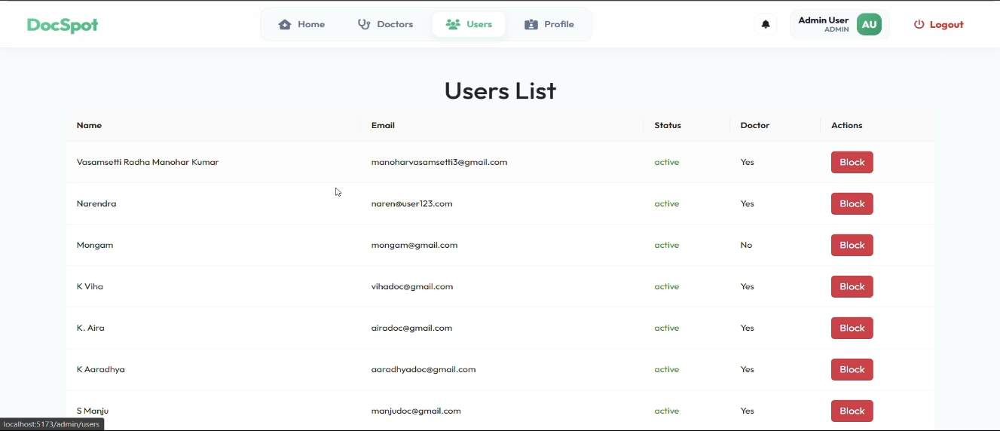 DocSpot
Home Doctors Users Profile
Admin User
ADMIN
AU
Logout
Users List
Name Email Status Doctor Actions
Vasamsetti Radha Manohar Kumar manoharvasamsetti3@gmail.com active Yes Block
Narendra naren@user123.com active Yes Block
Mongam mongam@gmail.com active No Block
K Viha vihadoc@gmail.com active Yes Block
K. Aira airadoc@gmail.com active Yes Block
K Aaradhya aaradhyadoc@gmail.com active Yes Block
S Manju manjudoc@gmail.com active Yes Block
localhost:5173/admin/users